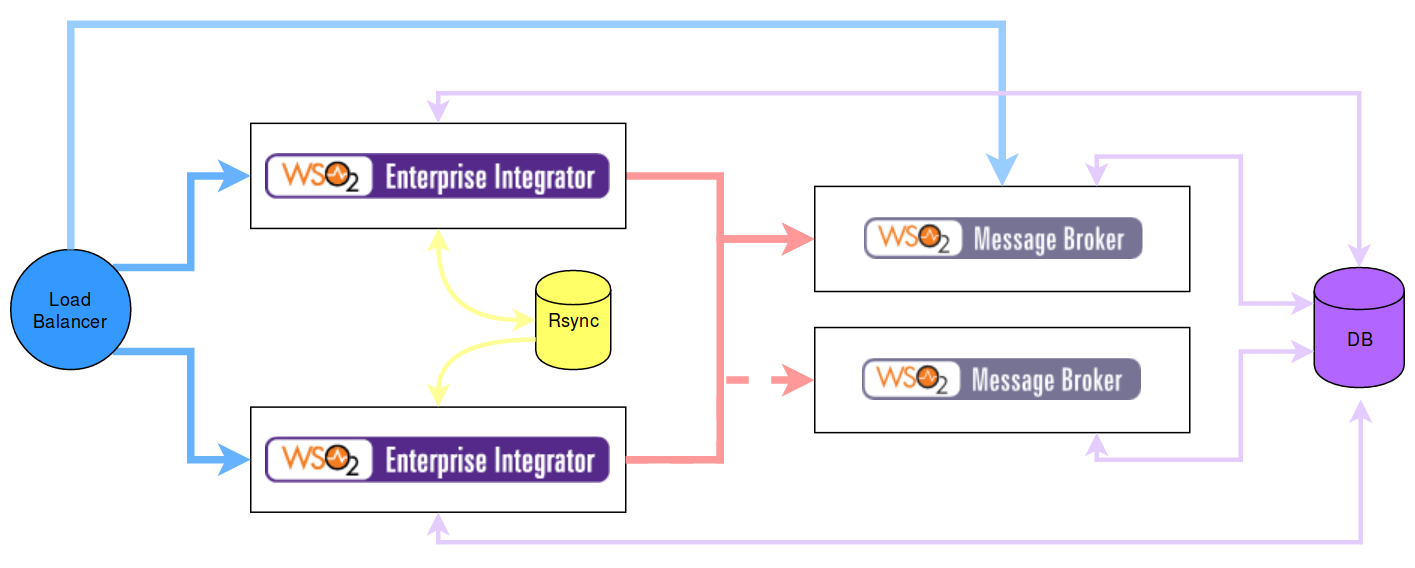 WSO2 Enterprise Integrator
WSO2 Message Broker
Load
Balancer
Rsync
DB
WSO2 Message Broker
WSO2 Enterprise Integrator